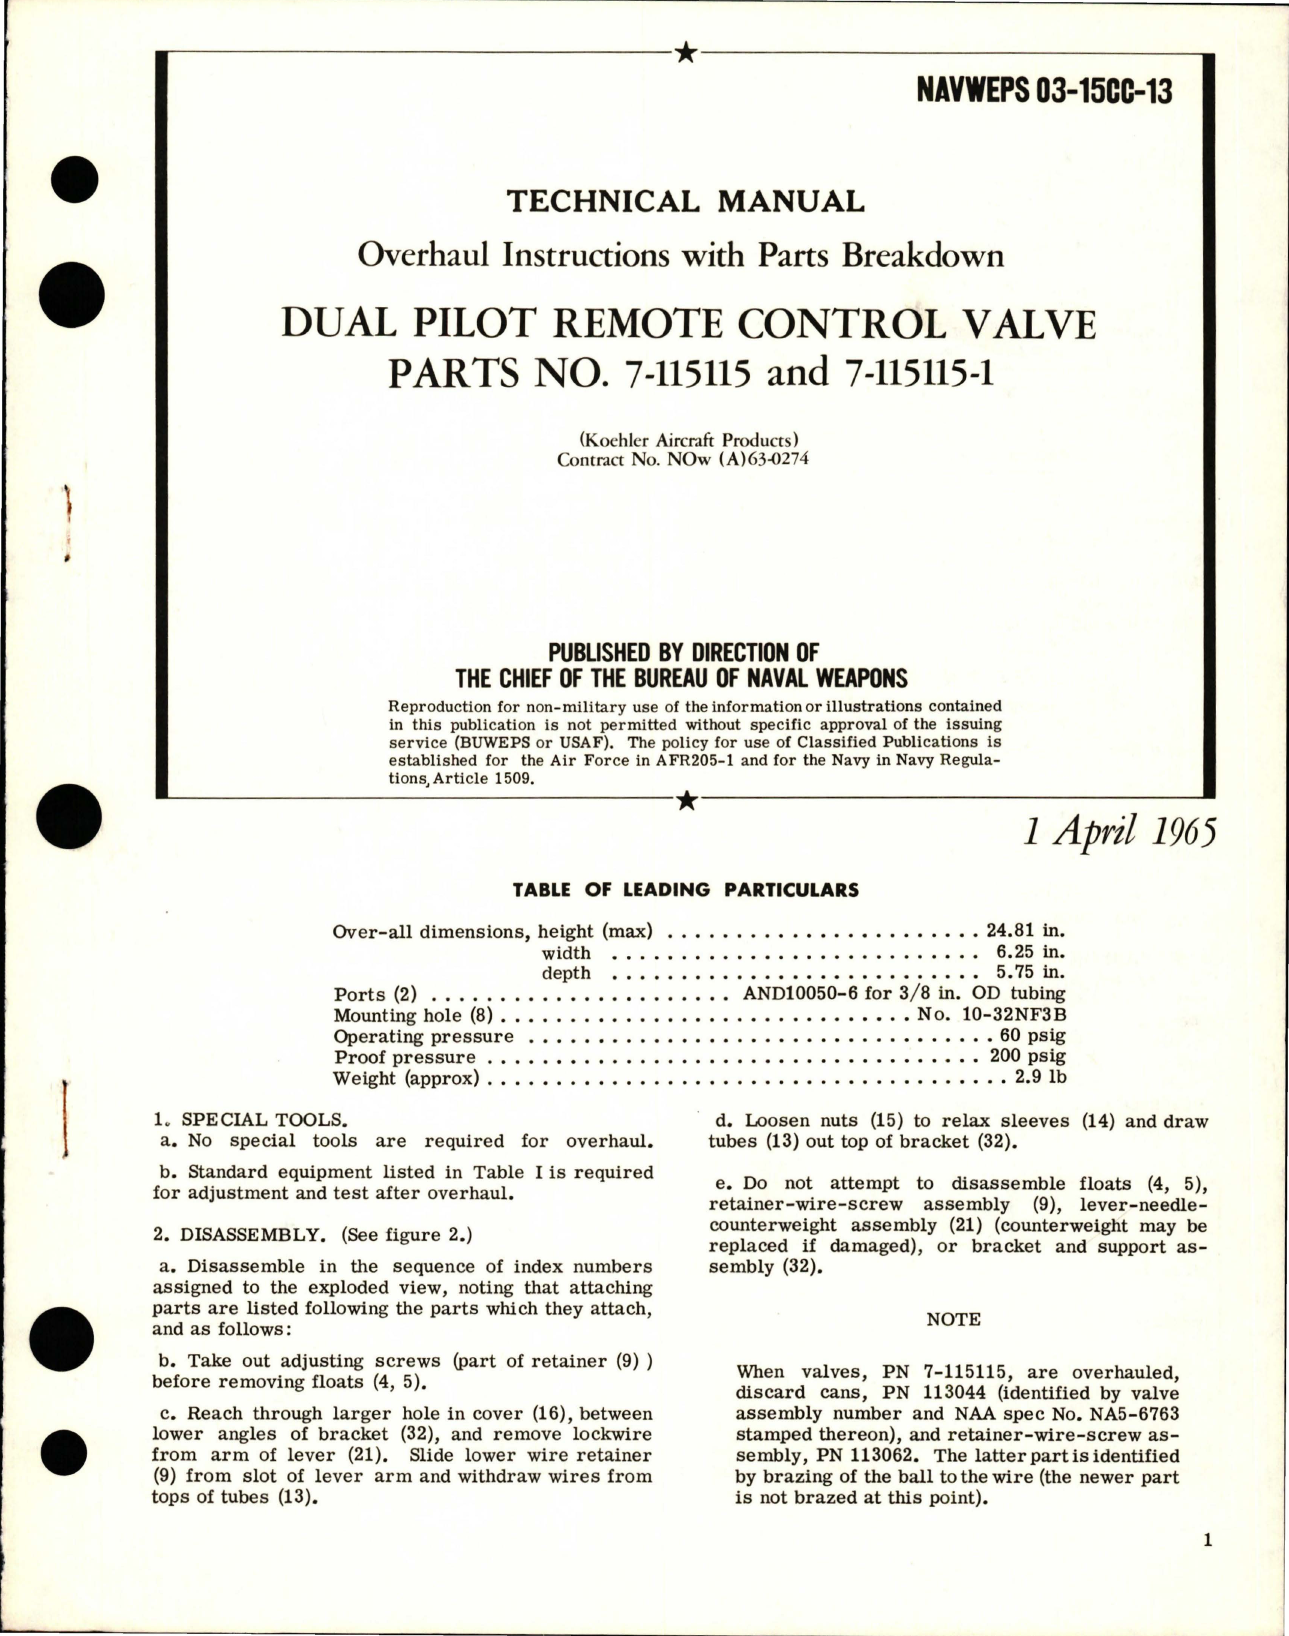 NAVWEPS 03-15CC-13
TECHNICAL MANUAL
Overhaul Instructions with Parts Breakdown
DUAL PILOT REMOTE CONTROL VALVE
PARTS NO. 7-115115 and 7-115115-1
(Koehler Aircraft Products)
Contract No. NOw (A)63-0274
PUBLISHED BY DIRECTION OF
THE CHIEF OF THE BUREAU OF NAVAL WEAPONS
Reproduction for non-military use of the information or illustrations contained
in this publication is not permitted without specific approval of the issuing
service (BUWEPS or USAF). The policy for use of Classified Publications is
established for the Air Force in AFR205-1 and for the Navy in Navy Regula-
tions, Article 1509.
1 April 1965
TABLE OF LEADING PARTICULARS
Over-all dimensions, height (max) . . . . . . . . . . . . . . . . . . . . . . . 24.81 in.
width . . . . . . . . . . . . . . . . . . . . . . . . . . . 6.25 in.
depth . . . . . . . . . . . . . . . . . . . . . . . . . . . 5.75 in.
Ports (2) . . . . . . . . . . . . . . . . . . . . . . AND10050-6 for 3/8 in. OD tubing
Mounting hole (8) . . . . . . . . . . . . . . . . . . . . . . . . . . . . . . No. 10-32NF3B
Operating pressure . . . . . . . . . . . . . . . . . . . . . . . . . . . . . . . . . . 60 psig
Proof pressure . . . . . . . . . . . . . . . . . . . . . . . . . . . . . . . . . . . . 200 psig
Weight (approx) . . . . . . . . . . . . . . . . . . . . . . . . . . . . . . . . . . . . . . 2.9 lb
1. SPECIAL TOOLS.
a. No special tools are required for overhaul.
b. Standard equipment listed in Table I is required
for adjustment and test after overhaul.
2. DISASSEMBLY. (See figure 2.)
a. Disassemble in the sequence of index numbers
assigned to the exploded view, noting that attaching
parts are listed following the parts which they attach,
and as follows:
b. Take out adjusting screws (part of retainer (9) )
before removing floats (4, 5).
c. Reach through larger hole in cover (16), between
lower angles of bracket (32), and remove lockwire
from arm of lever (21). Slide lower wire retainer
(9) from slot of lever arm and withdraw wires from
tops of tubes (13).
d. Loosen nuts (15) to relax sleeves (14) and draw
tubes (13) out top of bracket (32).
e. Do not attempt to disassemble floats (4, 5),
retainer-wire-screw assembly (9), lever-needle-
counterweight assembly (21) (counterweight may be
replaced if damaged), or bracket and support as-
sembly (32).
NOTE
When valves, PN 7-115115, are overhauled,
discard cans, PN 113044 (identified by valve
assembly number and NAA spec No. NA5-6763
stamped thereon), and retainer-wire-screw as-
sembly, PN 113062. The latter part is identified
by brazing of the ball to the wire (the newer part
is not brazed at this point).
1